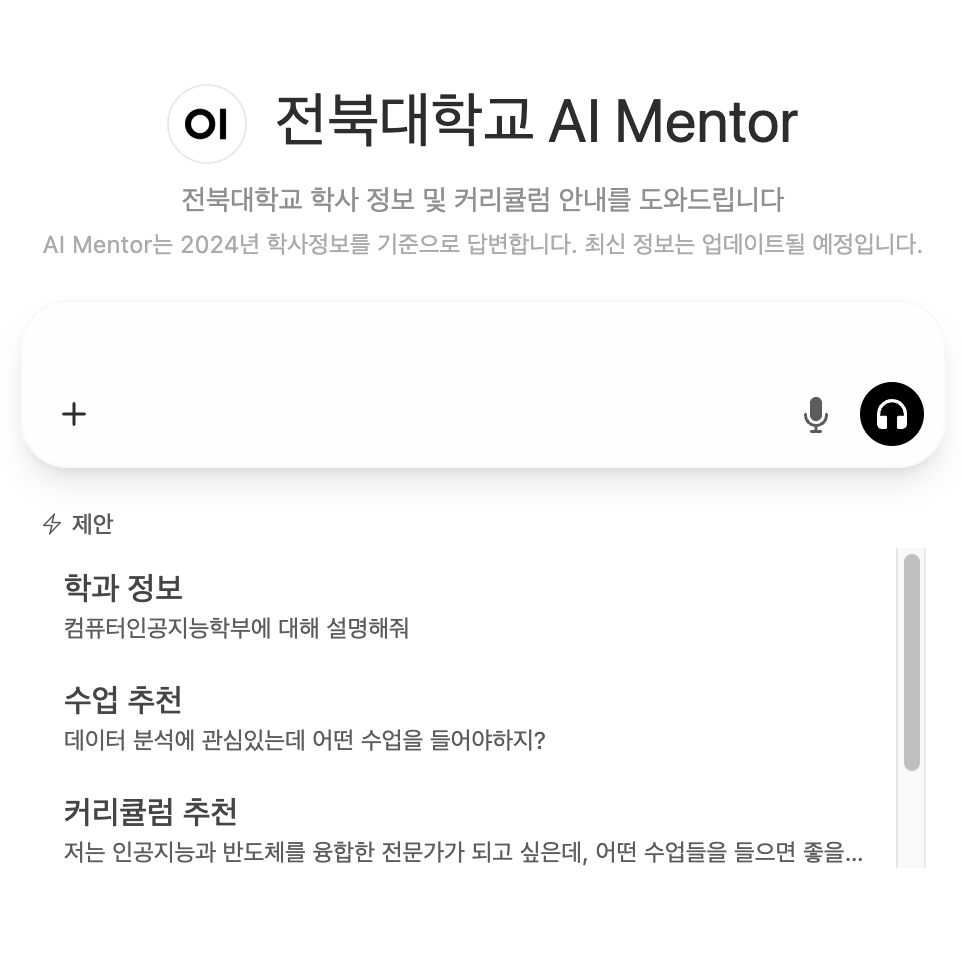 OI 전북대학교 AI Mentor
전북대학교 학사 정보 및 커리큘럼 안내를 도와드립니다
AI Mentor는 2024년 학사정보를 기준으로 답변합니다. 최신 정보는 업데이트될 예정입니다.
제안
학과 정보
컴퓨터인공지능학부에 대해 설명해줘
수업 추천
데이터 분석에 관심있는데 어떤 수업을 들어야하지?
커리큘럼 추천
저는 인공지능과 반도체를 융합한 전문가가 되고 싶은데, 어떤 수업들을 들으면 좋을...